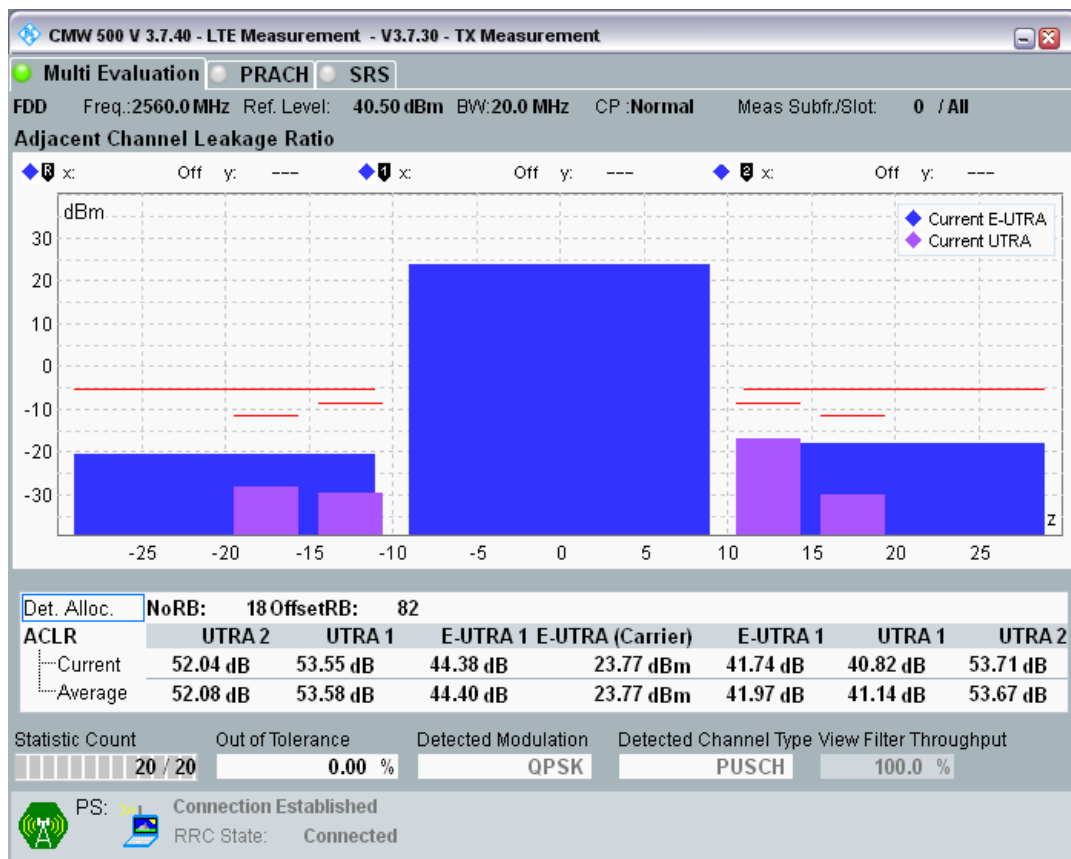 CMW 500 V 3.7.40 - LTE Measurement - V3.7.30 - TX Measurement
Multi Evaluation PRACH SRS
FDD Freq.:2560.0 MHz Ref. Level: 40.50 dBm BW:20.0 MHz CP :Normal Meas Subfr./Slot: 0 / All
Adjacent Channel Leakage Ratio
R x: Off y: --- 1 x: Off y: --- 2 x: Off y: ---
dBm
Current E-UTRA
Current UTRA
30
20
10
0
-10
-20
-30
z
-25 -20 -15 -10 -5 0 5 10 15 20 25
Det. Alloc. NoRB: 18 OffsetRB: 82
ACLR UTRA 2 UTRA 1 E-UTRA 1 E-UTRA (Carrier) E-UTRA 1 UTRA 1 UTRA 2
Current 52.04 dB 53.55 dB 44.38 dB 23.77 dBm 41.74 dB 40.82 dB 53.71 dB
Average 52.08 dB 53.58 dB 44.40 dB 23.77 dBm 41.97 dB 41.14 dB 53.67 dB
Statistic Count Out of Tolerance Detected Modulation Detected Channel Type View Filter Throughput
20 / 20 0.00 % QPSK PUSCH 100.0 %
PS: Connection Established
RRC State: Connected